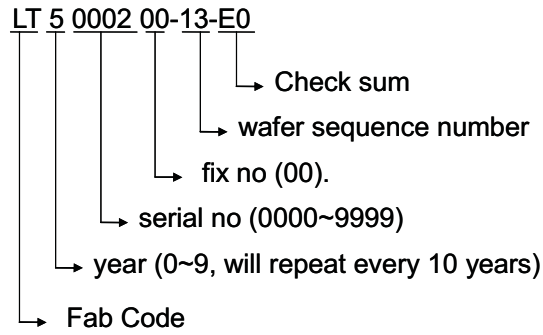 LT 5 0002 00-13-E0
Check sum
wafer sequence number
fix no (00).
serial no (0000~9999)
year (0~9, will repeat every 10 years)
Fab Code